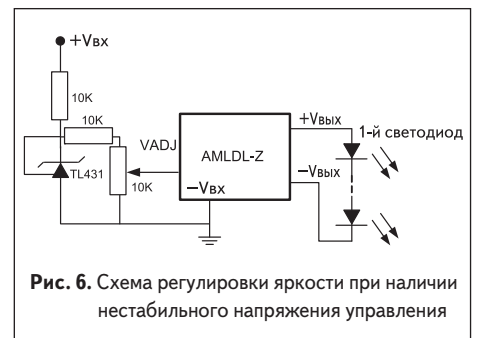 +Vвх
10K
10K
VADJ
TL431
10K
AMLDL-Z
−Vвх
+Vвых
1-й светодиод
−Vвых
Рис. 6. Схема регулировки яркости при наличии
нестабильного напряжения управления